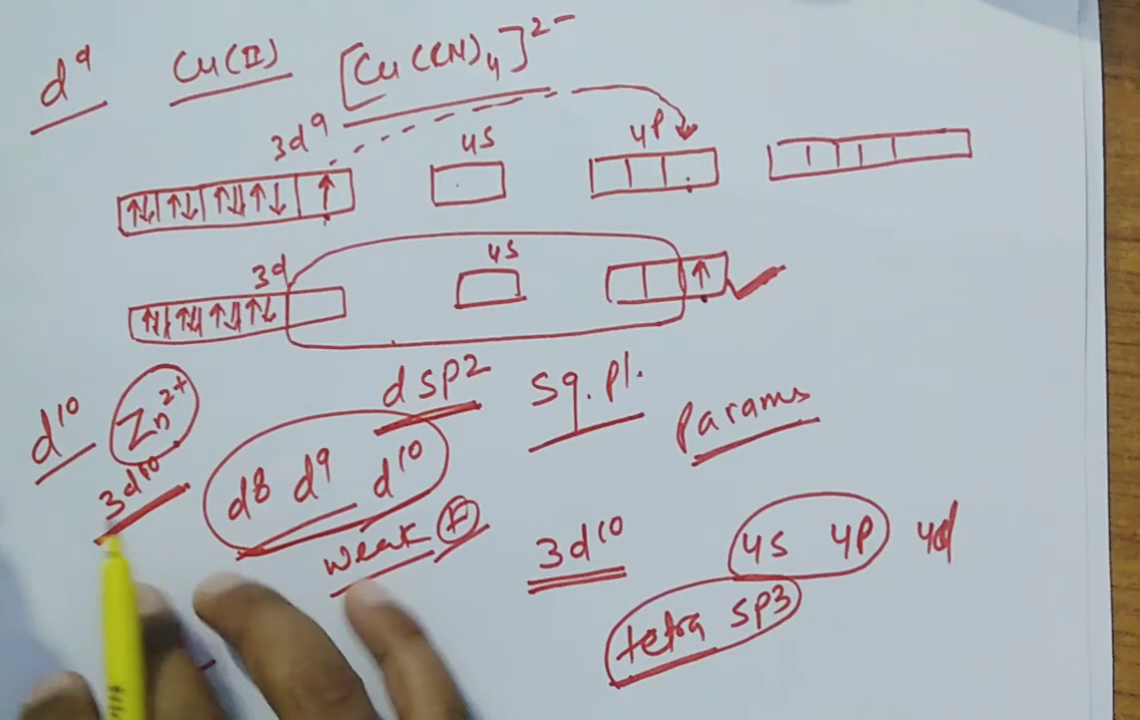 d9 Cu(II) [Cu(CN)4]2-
3d9 4s 4P
3d 4s
dsp2 Sq.pl.
d10 Zn2+ Params
3d10 d8 d9 d10
weak F 3d10 4s 4P 4d
tetra sp3